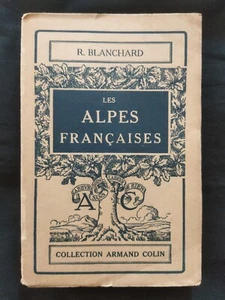 R. BLANCHARD
LES
ALPES
FRANÇAISES
A C
COLLECTION ARMAND COLIN